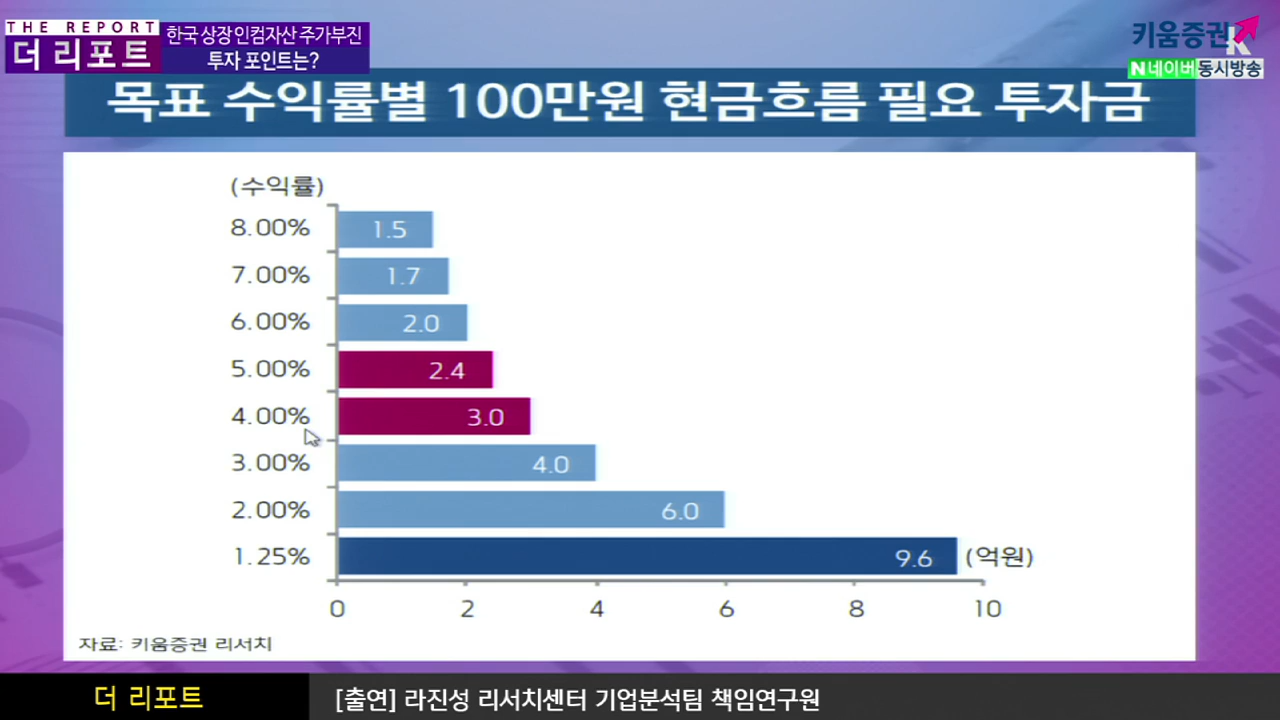 THE REPORT
더 리포트
한국 상장 인컴자산 주가부진
투자 포인트는?
키움증권
K
N 네이버 동시방송
목표 수익률별 100만원 현금흐름 필요 투자금
(수익률)
8.00% 1.5
7.00% 1.7
6.00% 2.0
5.00% 2.4
4.00% 3.0
3.00% 4.0
2.00% 6.0
1.25% 9.6 (억원)
0 2 4 6 8 10
자료: 키움증권 리서치
더 리포트
[출연] 라진성 리서치센터 기업분석팀 책임연구원